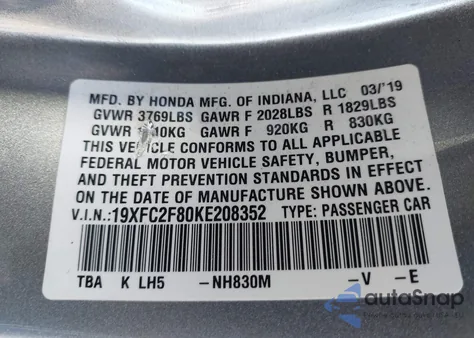 MFD. BY HONDA MFG. OF INDIANA, LLC 03/'19
GVWR 3769LBS GAWR F 2028LBS R 1829LBS
GVWR KG GAWR F 920KG R 830KG
THIS VEHICLE CONFORMS TO ALL APPLICABLE
FEDERAL MOTOR VEHICLE SAFETY, BUMPER,
AND THEFT PREVENTION STANDARDS IN EFFECT
ON THE DATE OF MANUFACTURE SHOWN ABOVE.
V.I.N.: 19XFC2F80KE208352 TYPE: PASSENGER CAR
TBA K LH5 –NH830M –V –E
autoSnap